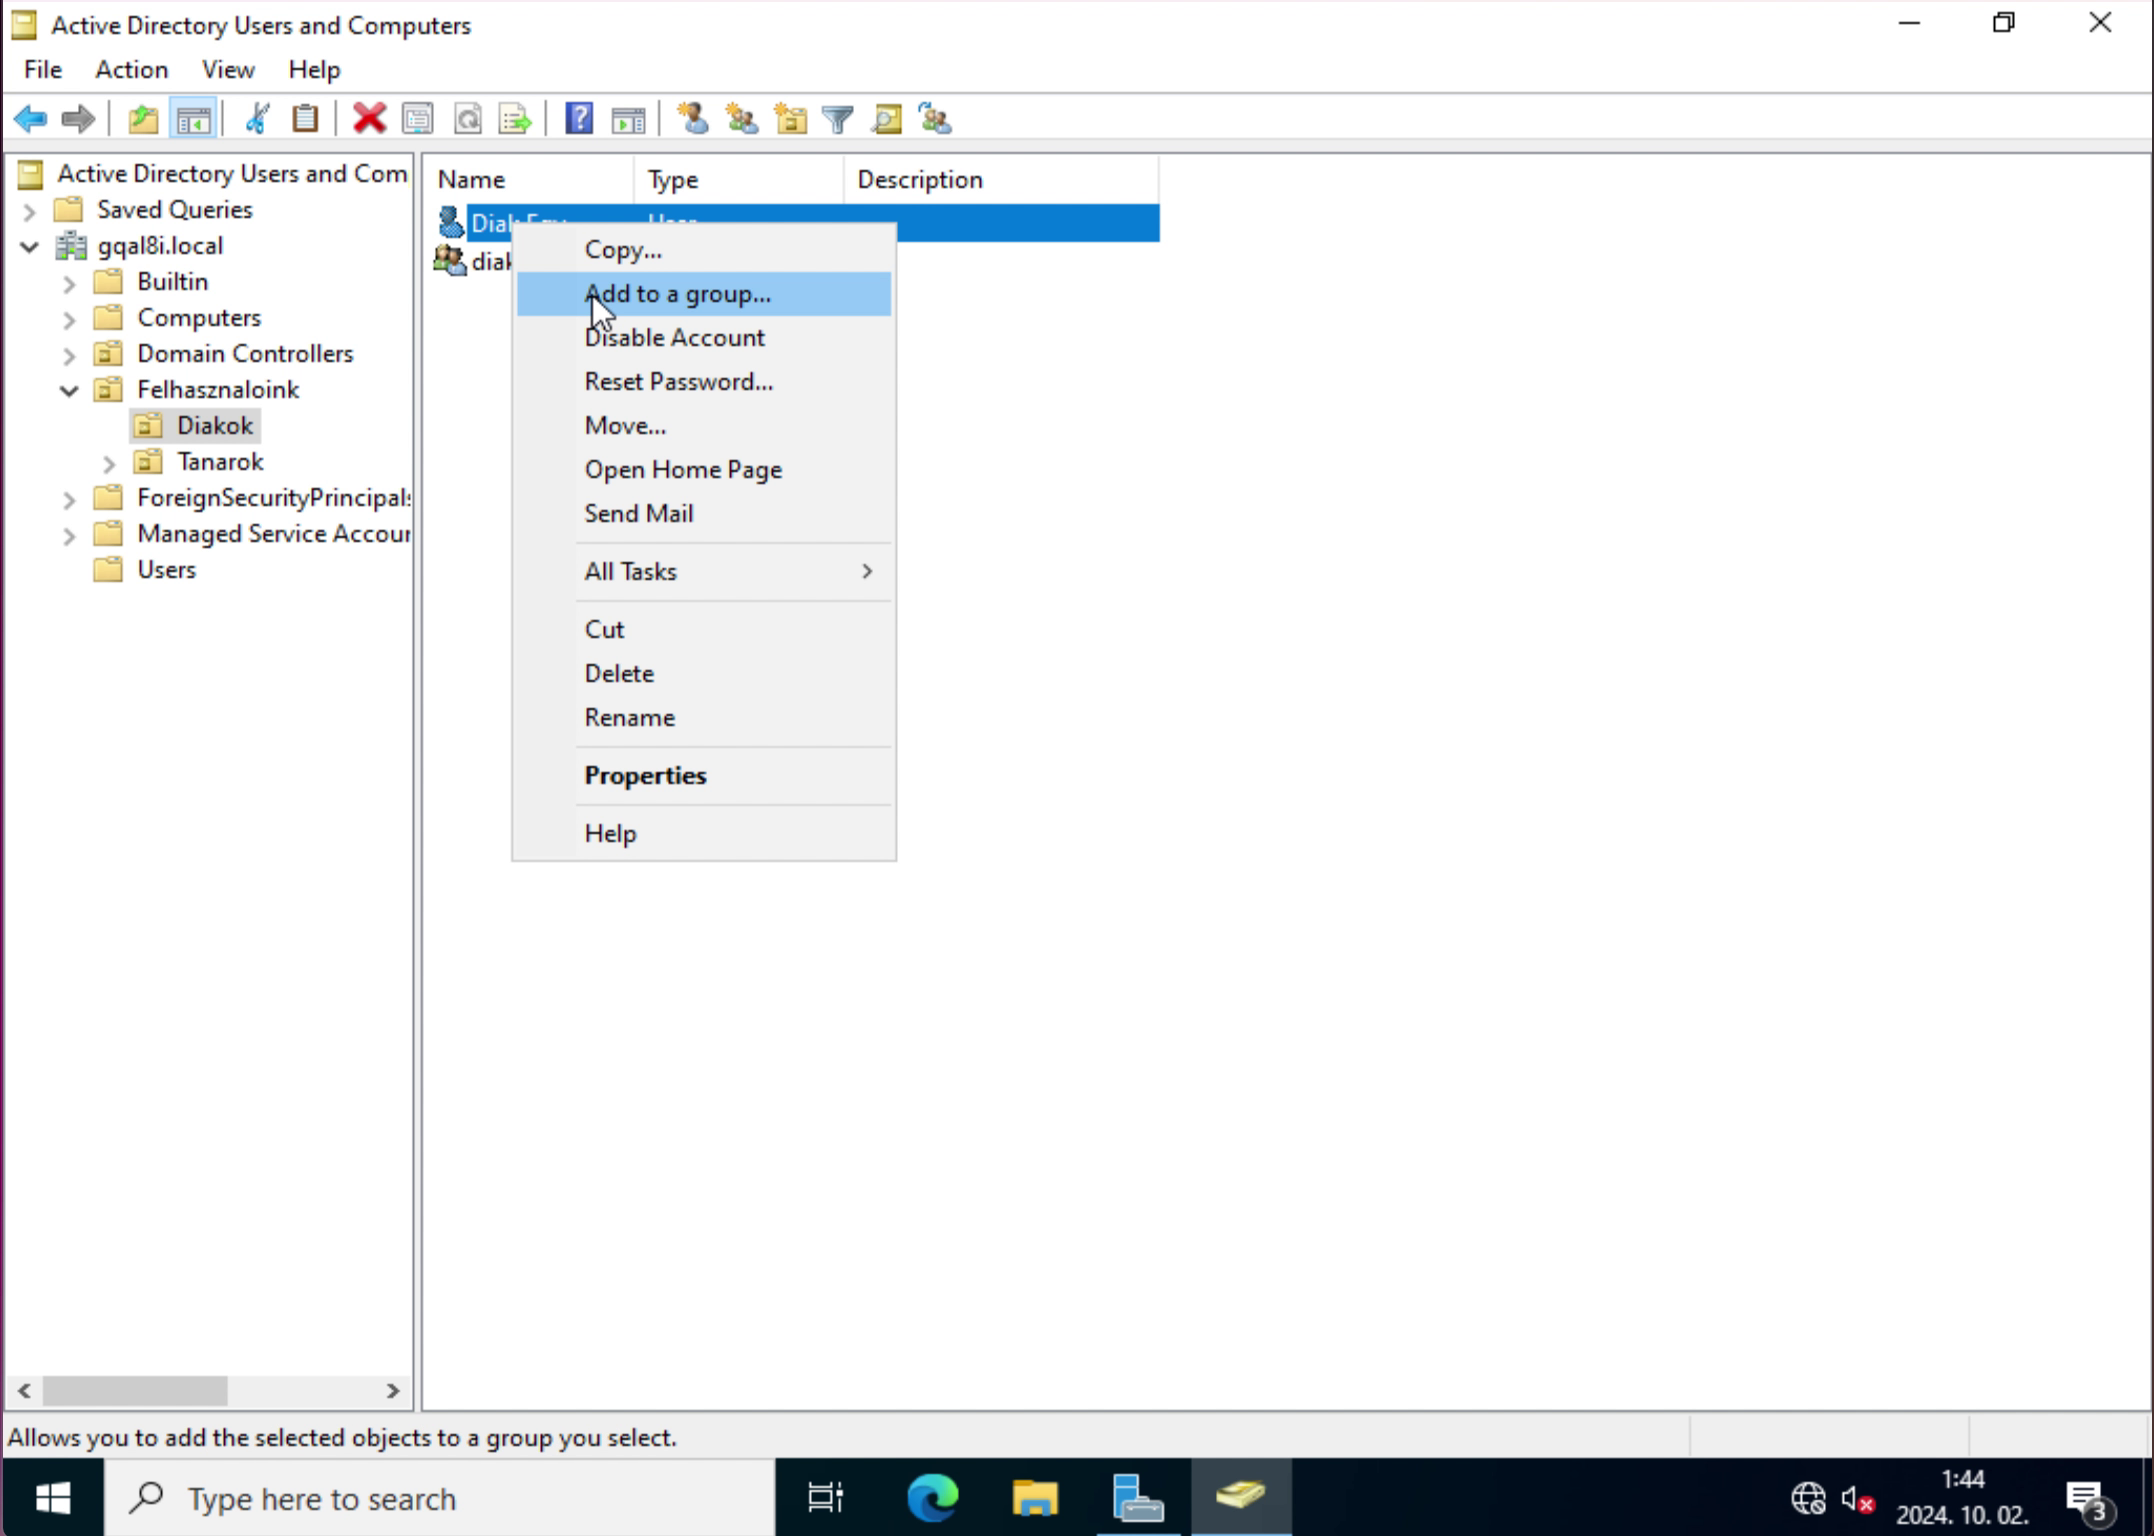 Active Directory Users and Computers
File Action View Help
Active Directory Users and Com
Saved Queries
gqal8i.local
Builtin
Computers
Domain Controllers
Felhasznaloink
Diakok
Tanarok
ForeignSecurityPrincipals
Managed Service Accour
Users
Name Type Description
Diak Egy User
diak
Copy...
Add to a group...
Disable Account
Reset Password...
Move...
Open Home Page
Send Mail
All Tasks
Cut
Delete
Rename
Properties
Help
Allows you to add the selected objects to a group you select.
Type here to search
1:44
2024. 10. 02.
3